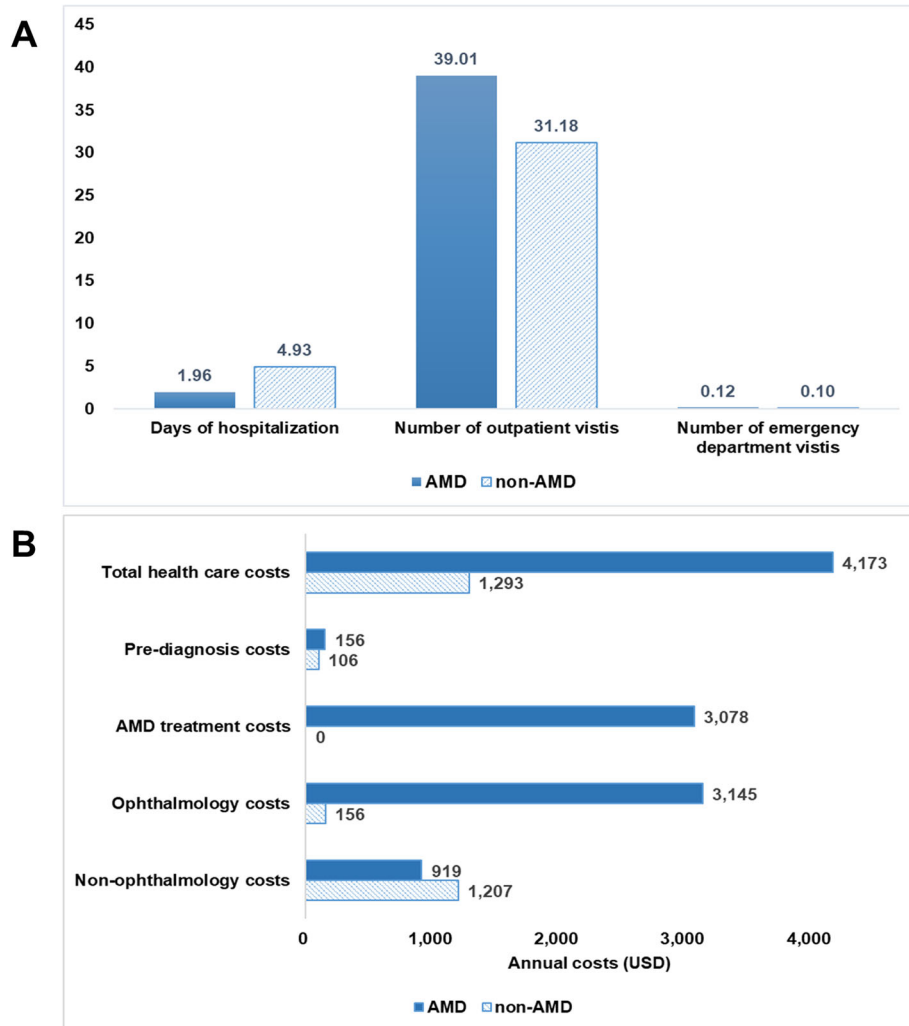 A
45
40
35
30
25
20
15
10
5
0
1.96
4.93
39.01
31.18
0.12
0.10
Days of hospitalization
Number of outpatient vistis
Number of emergency
department vistis
AMD
non-AMD
B
Total health care costs
4,173
1,293
Pre-diagnosis costs
156
106
AMD treatment costs
3,078
0
Ophthalmology costs
3,145
156
Non-ophthalmology costs
919
1,207
0
1,000
2,000
3,000
4,000
Annual costs (USD)
AMD
non-AMD